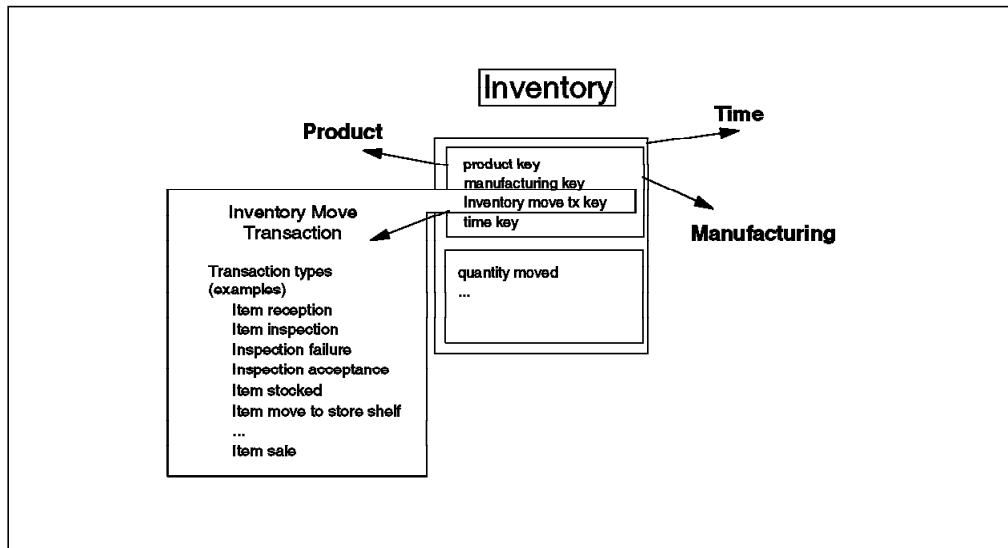 Inventory
Time
Product
product key
manufacturing key
Inventory move tx key
time key
Manufacturing
Inventory Move
Transaction
Transaction types
(examples)
Item reception
Item inspection
Inspection failure
Inspection acceptance
Item stocked
Item move to store shelf
...
Item sale
quantity moved
...